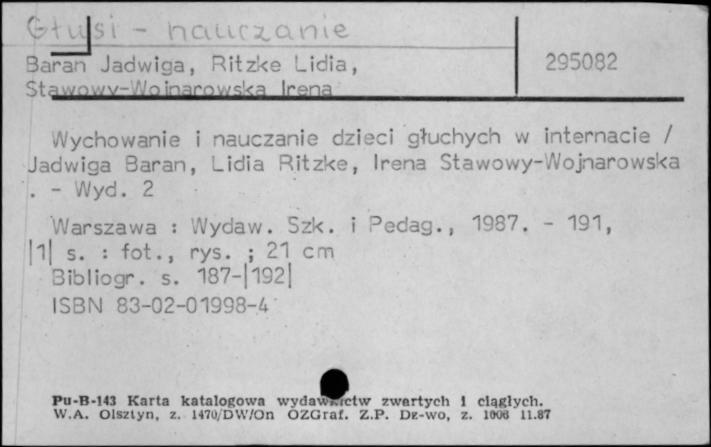 Głusi - nauczanie
Baran Jadwiga, Ritzke Lidia,
295082
Stawowy-Wojnarowska Irena
Wychowanie i nauczanie dzieci głuchych w internacie /
Jadwiga Baran, Lidia Ritzke, Irena Stawowy-Wojnarowska
. - Wyd. 2
Warszawa : Wydaw. Szk. i Pedag., 1987. - 191,
|1| s. : fot., rys. ; 21 cm
Bibliogr. s. 187-|192|
ISBN 83-02-01998-4
Pu-B-143 Karta katalogowa wydawnictw zwartych i ciągłych.
W.A. Olsztyn, z. 1470/DW/On OZGraf. Z.P. Dz-wo, z. 1006 11.87